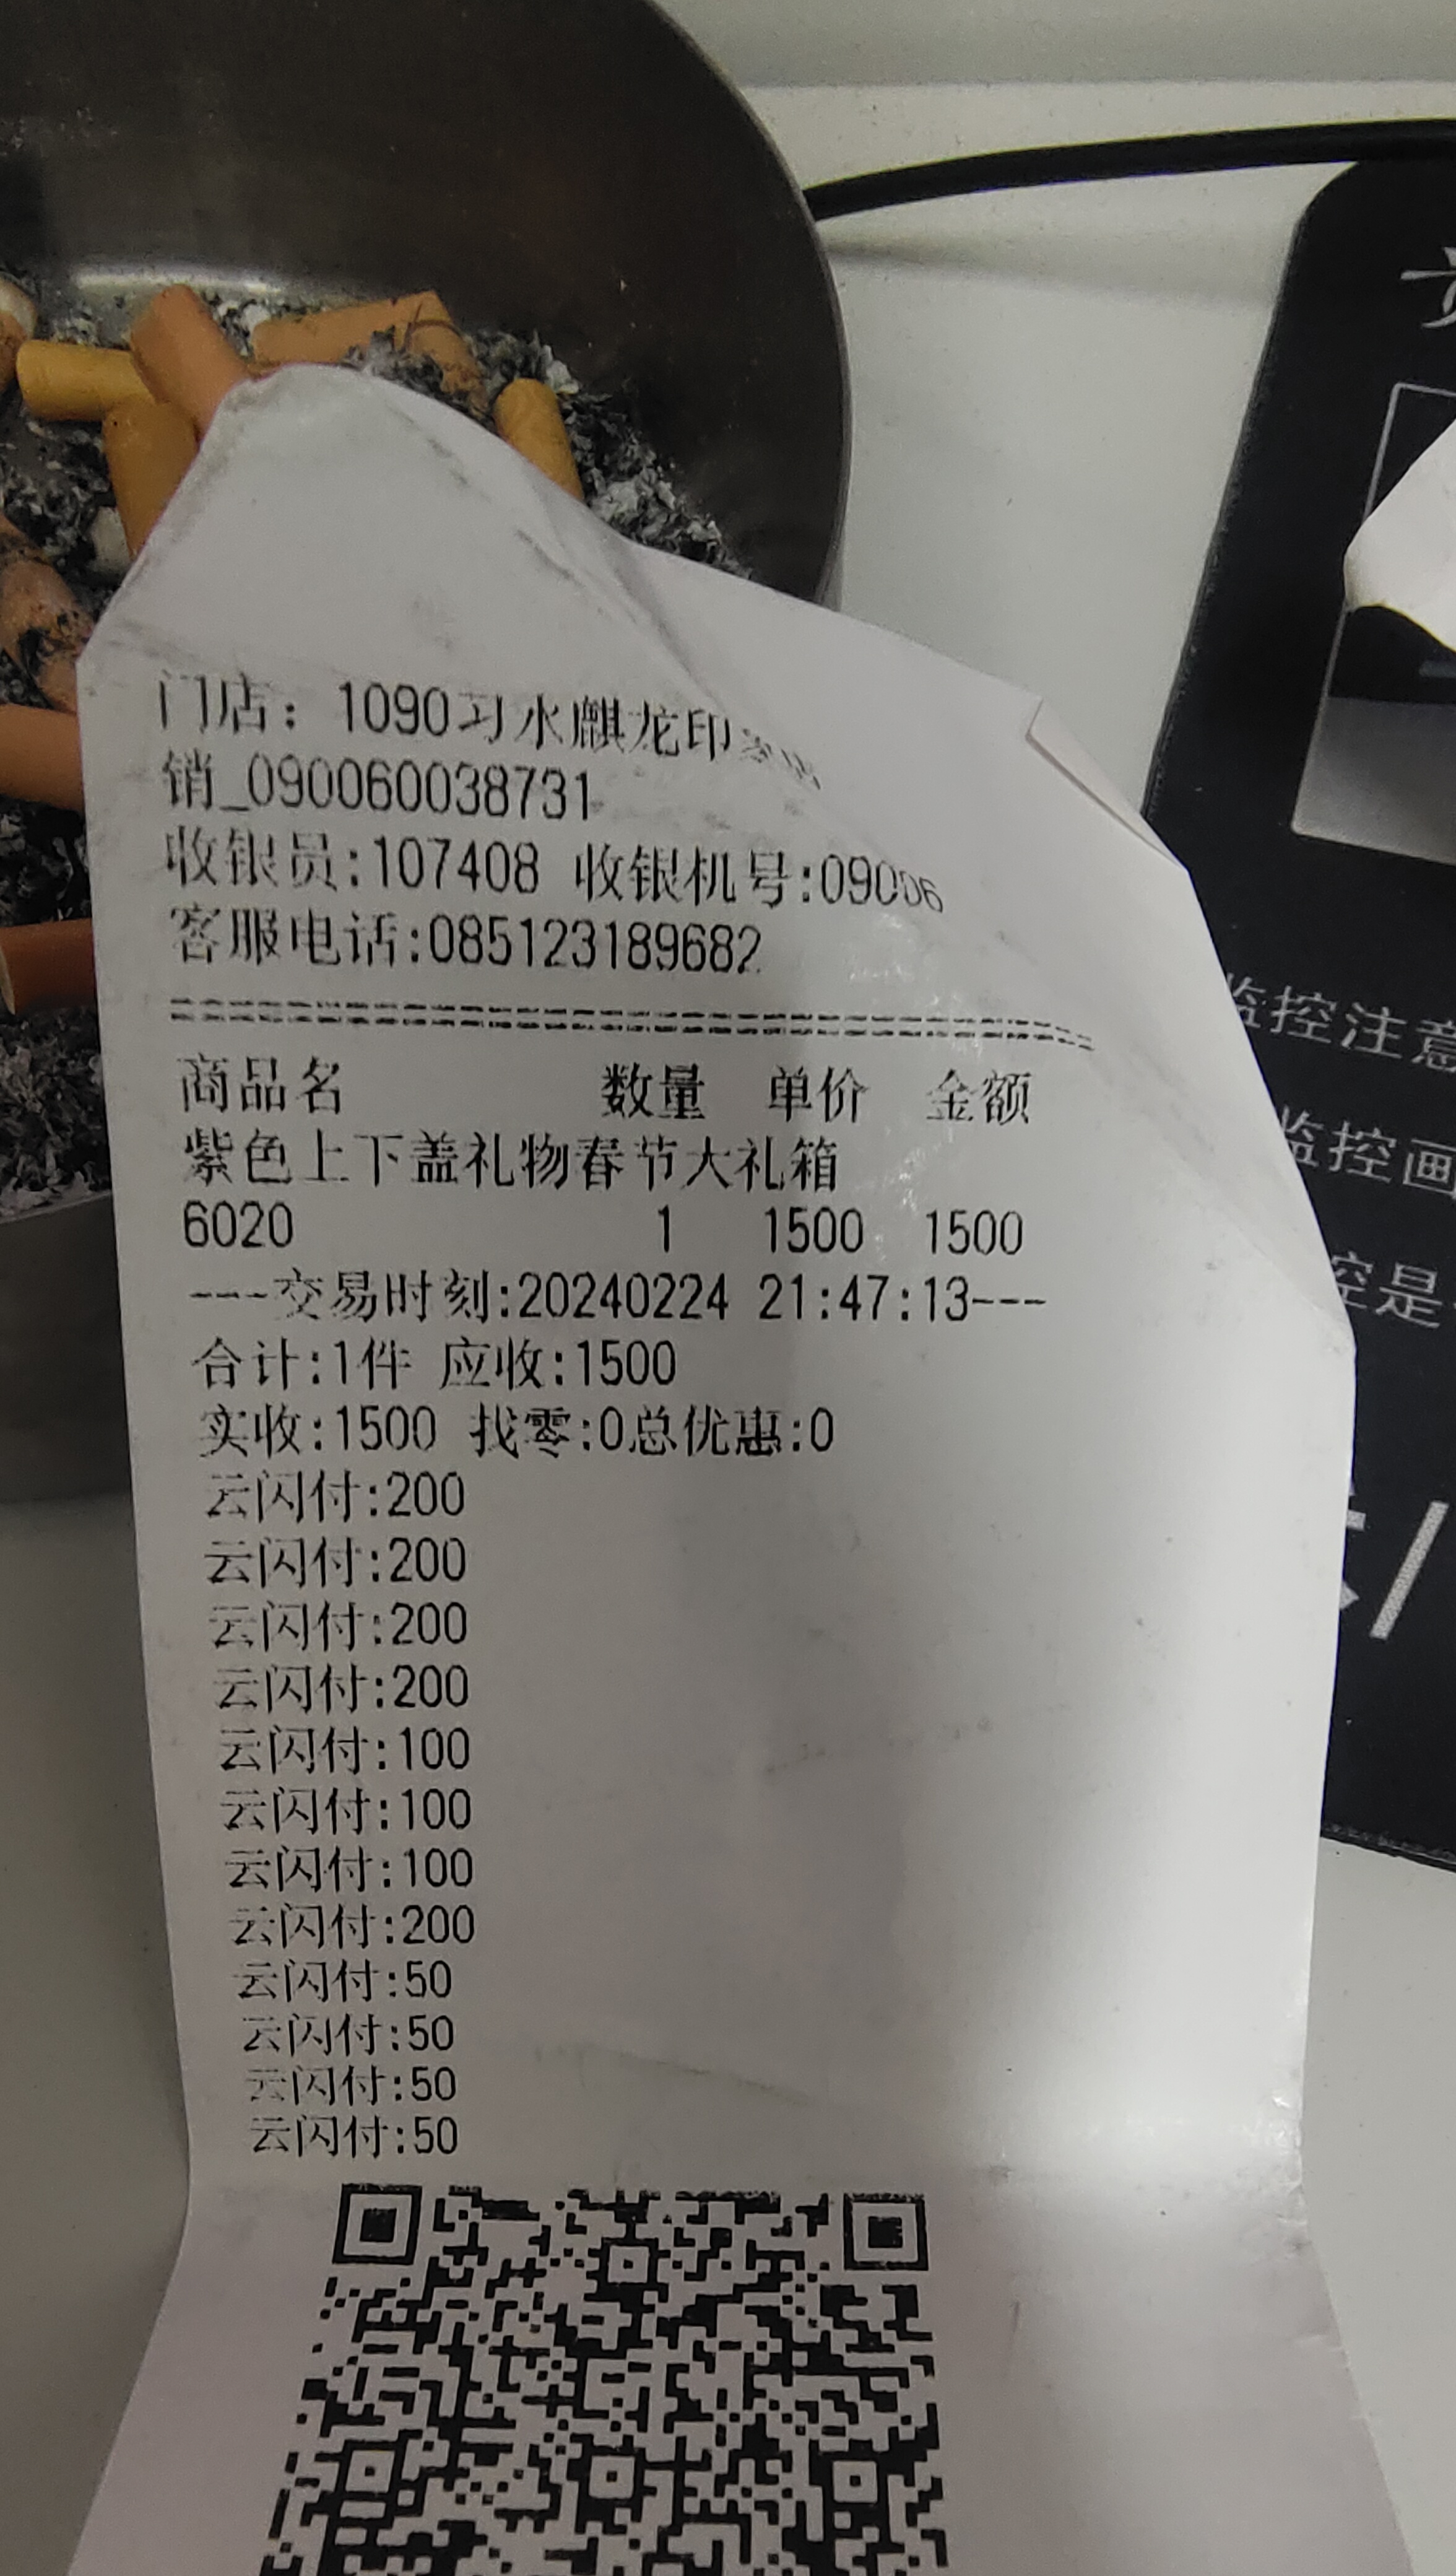 门店：1090习水麒龙印
销_090060038731
收银员:107408 收银机号:09006
客服电话:085123189682
商品名 数量 单价 金额
紫色上下盖礼物春节大礼箱
6020 1 1500 1500
---交易时刻:20240224 21:47:13---
合计:1件 应收:1500
实收:1500 找零:0总优惠:0
云闪付:200
云闪付:200
云闪付:200
云闪付:200
云闪付:100
云闪付:100
云闪付:100
云闪付:200
云闪付:50
云闪付:50
云闪付:50
云闪付:50
监控注意
监控画
控是